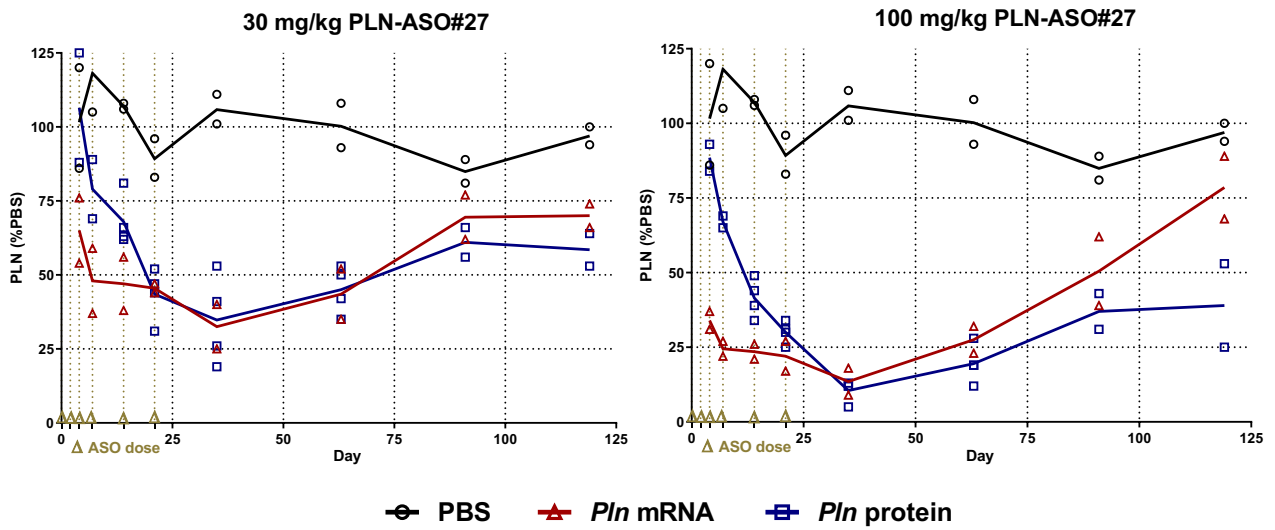 30 mg/kg PLN-ASO#27
125
100
75
50
25
0
PLN (%PBS)
0 25 50 75 100 125
Δ ASO dose
Day
100 mg/kg PLN-ASO#27
125
100
75
50
25
0
PLN (%PBS)
0 25 50 75 100 125
Δ ASO dose
Day
PBS Pln mRNA Pln protein